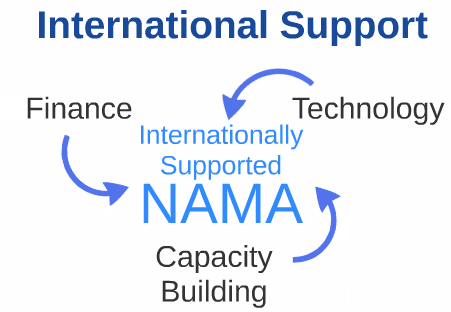 International Support
Finance
Technology
Internationally
Supported
NAMA
Capacity
Building